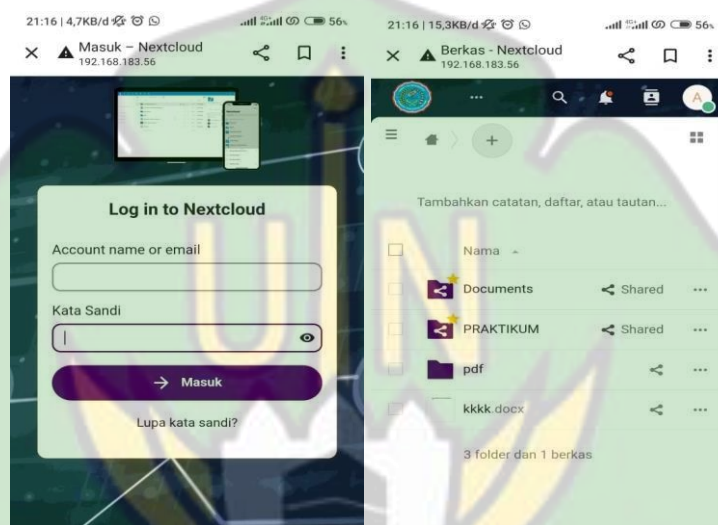 21:16 | 4,7KB/d
56%
Masuk – Nextcloud
192.168.183.56
Log in to Nextcloud
Account name or email
Kata Sandi
Masuk
Lupa kata sandi?
21:16 | 15,3KB/d
56%
Berkas - Nextcloud
192.168.183.56
A
Tambahkan catatan, daftar, atau tautan...
Nama
Documents
Shared
PRAKTIKUM
Shared
pdf
kkkk.docx
3 folder dan 1 berkas
U N